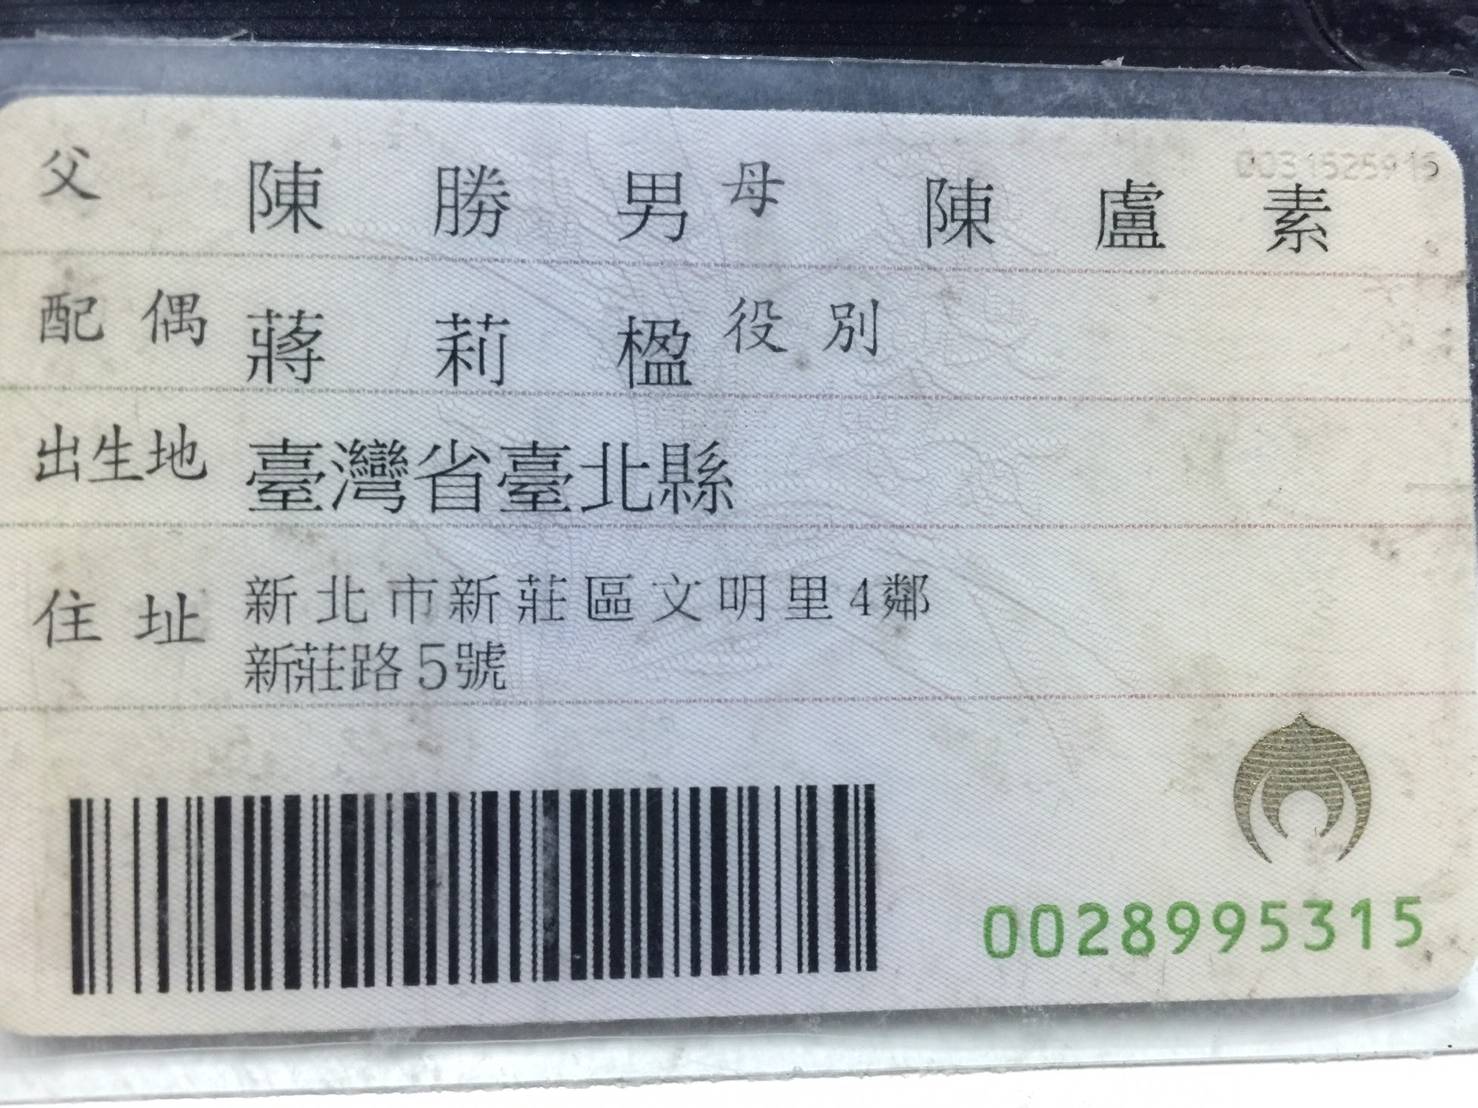 父 陳勝男 母 陳盧素
配偶 蔣莉楹 役別
出生地 臺灣省臺北縣
住址 新北市新莊區文明里4鄰
新莊路5號
0028995315